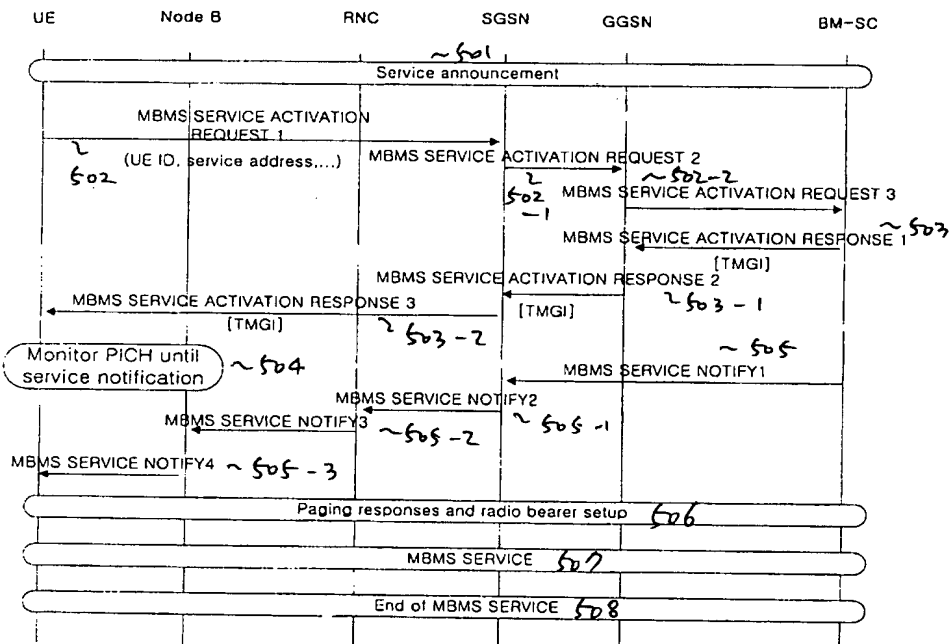 UE Node B RNC SGSN GGSN BM-SC
~501
Service announcement
MBMS SERVICE ACTIVATION
REQUEST 1
(UE ID, service address,...)
502
MBMS SERVICE ACTIVATION REQUEST 2
502
-1
~502-2
MBMS SERVICE ACTIVATION REQUEST 3
~503
MBMS SERVICE ACTIVATION RESPONSE 1
[TMGI]
MBMS SERVICE ACTIVATION RESPONSE 2
[TMGI]
503-1
MBMS SERVICE ACTIVATION RESPONSE 3
[TMGI]
503-2
Monitor PICH until
service notification
~504
~505
MBMS SERVICE NOTIFY1
MBMS SERVICE NOTIFY2
~505-1
MBMS SERVICE NOTIFY3
~505-2
MBMS SERVICE NOTIFY4 ~505-3
Paging responses and radio bearer setup 506
MBMS SERVICE 507
End of MBMS SERVICE 508